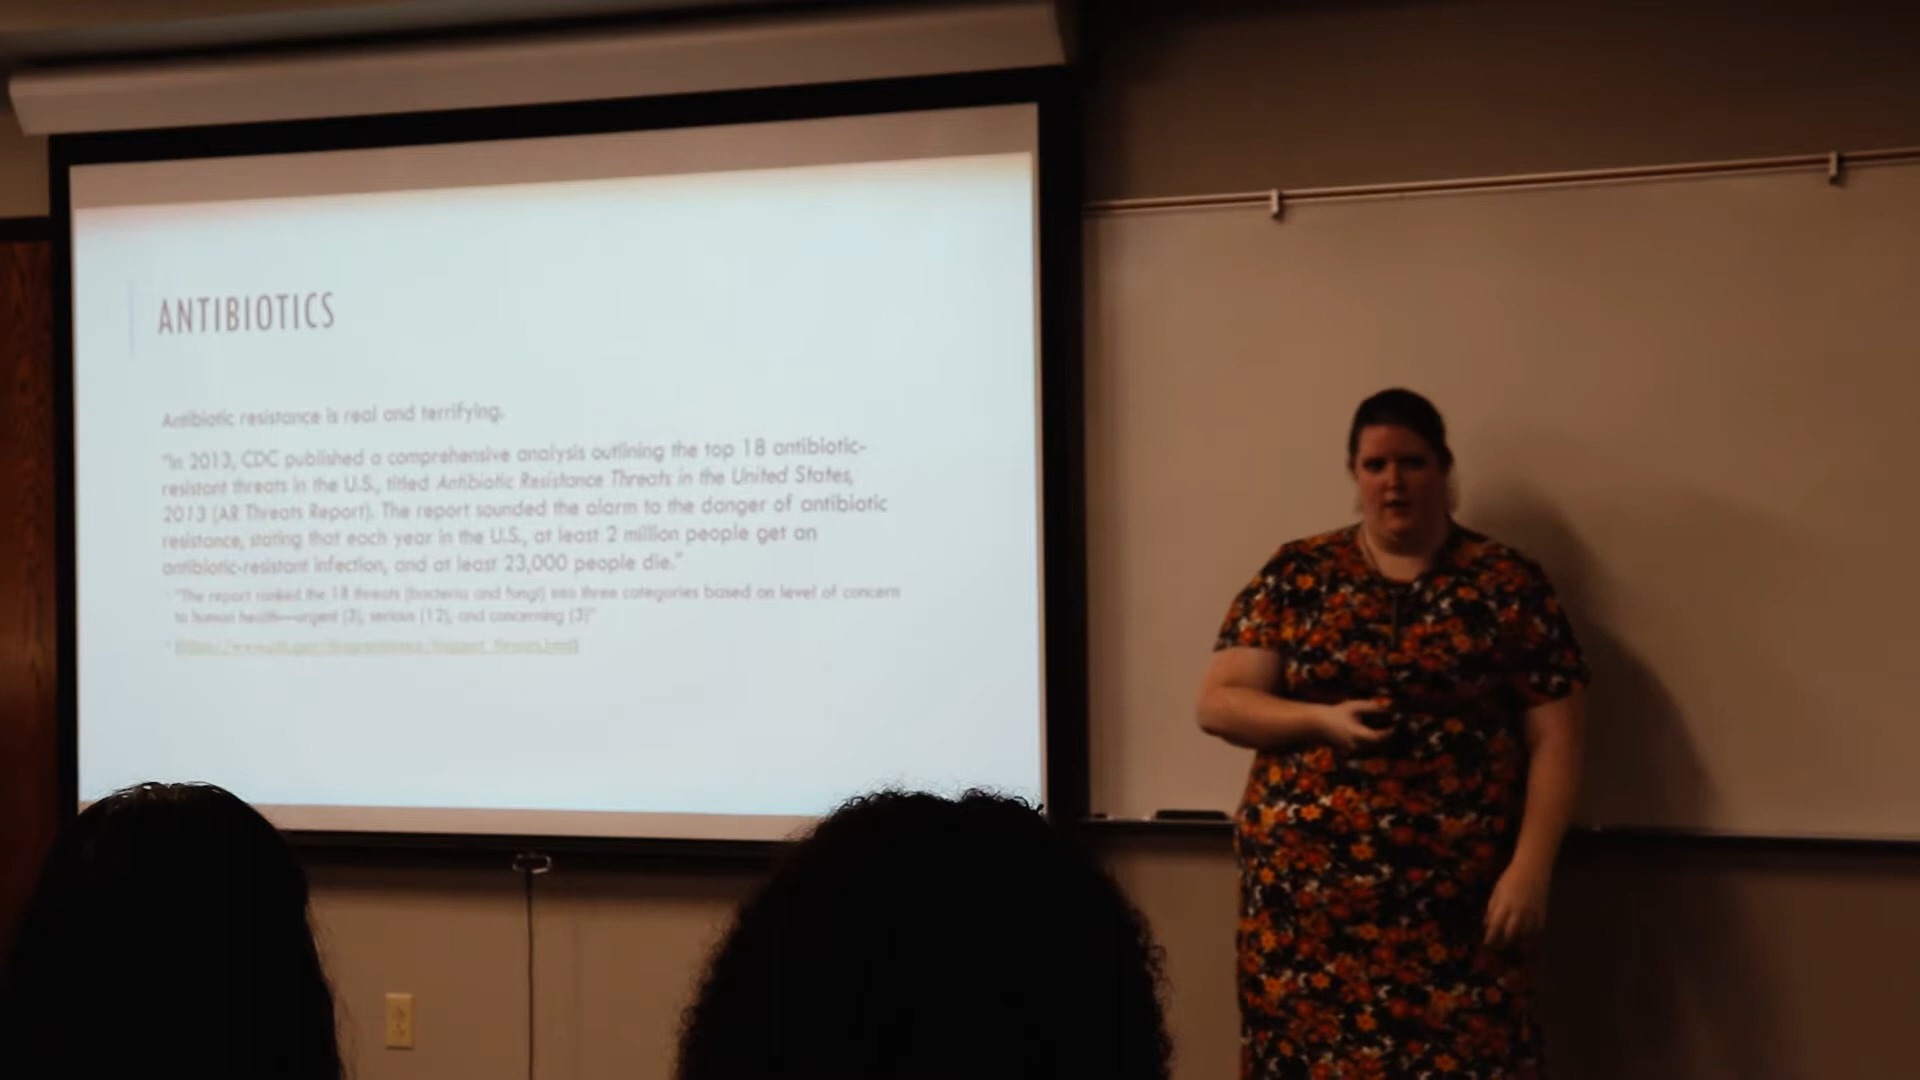 ANTIBIOTICS
Antibiotic resistance is real and terrifying.
"In 2013, CDC published a comprehensive analysis outlining the top 18 antibiotic-
resistant threats in the U.S., titled Antibiotic Resistance Threats in the United States,
2013 (AR Threats Report). The report sounded the alarm to the danger of antibiotic
resistance, stating that each year in the U.S., at least 2 million people get an
antibiotic-resistant infection, and at least 23,000 people die."
"The report ranked the 18 threats (bacteria and fungi) into three categories based on level of concern
to human health—urgent (3), serious (12), and concerning (3)"